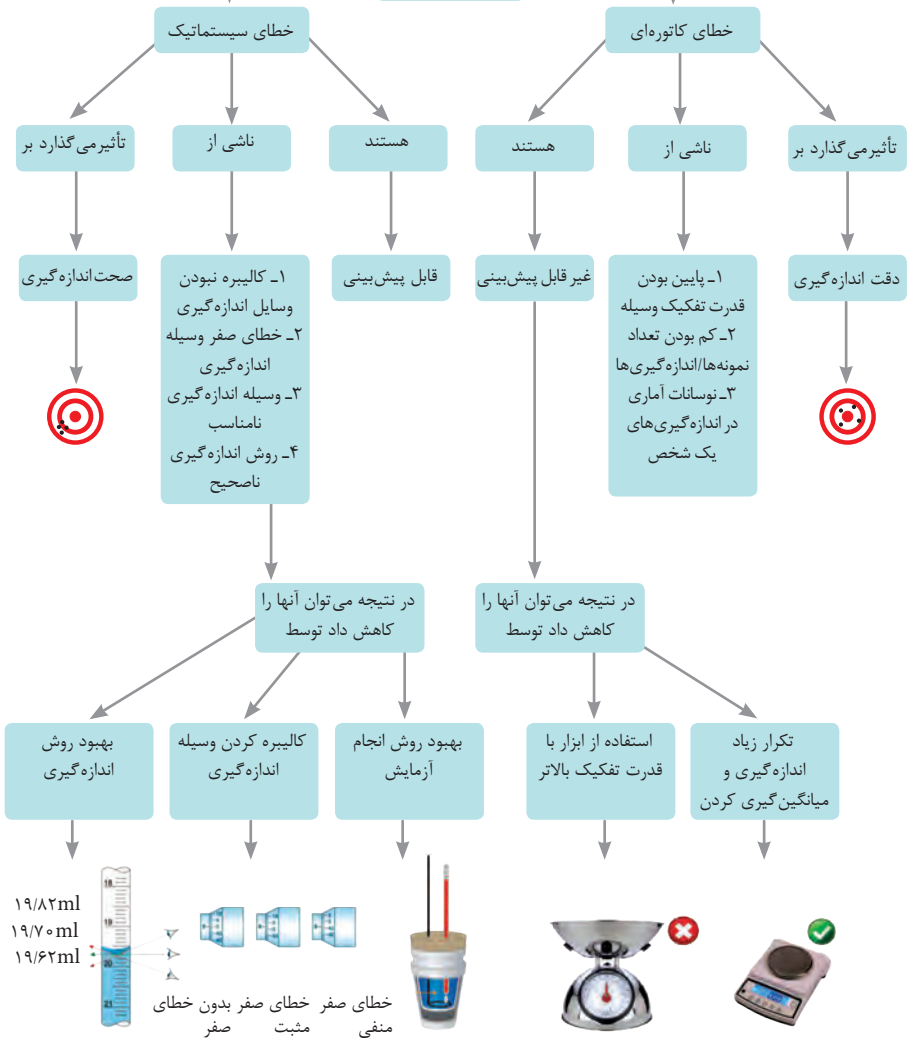 خطای کاتوره‌ای
خطای سیستماتیک
تأثیرمی‌گذارد بر
ناشی از
هستند
هستند
ناشی از
تأثیرمی‌گذارد بر
دقت اندازه‌گیری
۱ـ پایین بودن
قدرت تفکیک وسیله
۲ـ کم بودن تعداد
نمونه‌ها/اندازه‌گیری‌ها
۳ـ نوسانات آماری
در اندازه‌گیری‌های
یک شخص
غیر قابل پیش‌بینی
قابل پیش‌بینی
۱ـ کالیبره نبودن
وسایل اندازه‌گیری
۲ـ خطای صفر وسیله
اندازه‌گیری
۳ـ وسیله اندازه‌گیری
نامناسب
۴ـ روش اندازه‌گیری
ناصحیح
صحت اندازه‌گیری
در نتیجه می‌توان آنها را
کاهش داد توسط
در نتیجه می‌توان آنها را
کاهش داد توسط
تکرار زیاد
اندازه‌گیری و
میانگین‌گیری کردن
استفاده از ابزار با
قدرت تفکیک بالاتر
بهبود روش انجام
آزمایش
کالیبره کردن وسیله
اندازه‌گیری
بهبود روش
اندازه‌گیری
خطای صفر
منفی
خطای صفر
مثبت
بدون خطای
صفر
۱۹/۸۲ml
۱۹/۷۰ml
۱۹/۶۲ml
18
19
20
21